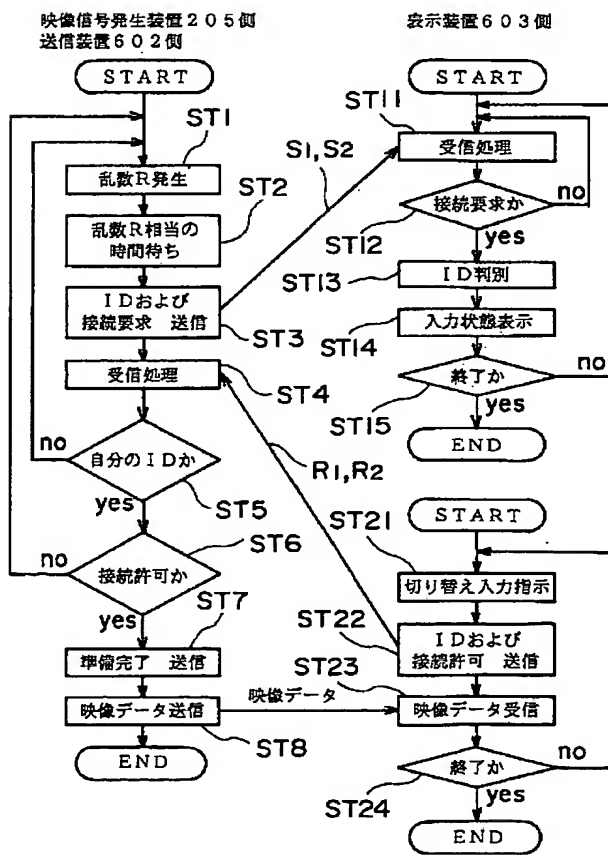 映像信号発生装置205側
送信装置602側
START
ST1
乱数R発生
ST2
乱数R相当の
時間待ち
IDおよび
接続要求 送信
ST3
受信処理
ST4
no
自分のIDか
yes
ST5
no
ST6
接続許可か
yes
ST7
準備完了 送信
映像データ送信
ST8
END
S1,S2
R1,R2
映像データ
表示装置603側
START
ST11
受信処理
no
接続要求か
ST12
yes
ST13
ID判別
入力状態表示
ST14
no
終了か
ST15
yes
END
START
ST21
切り替え入力指示
ST22
IDおよび
接続許可 送信
ST23
映像データ受信
no
終了か
ST24
yes
END